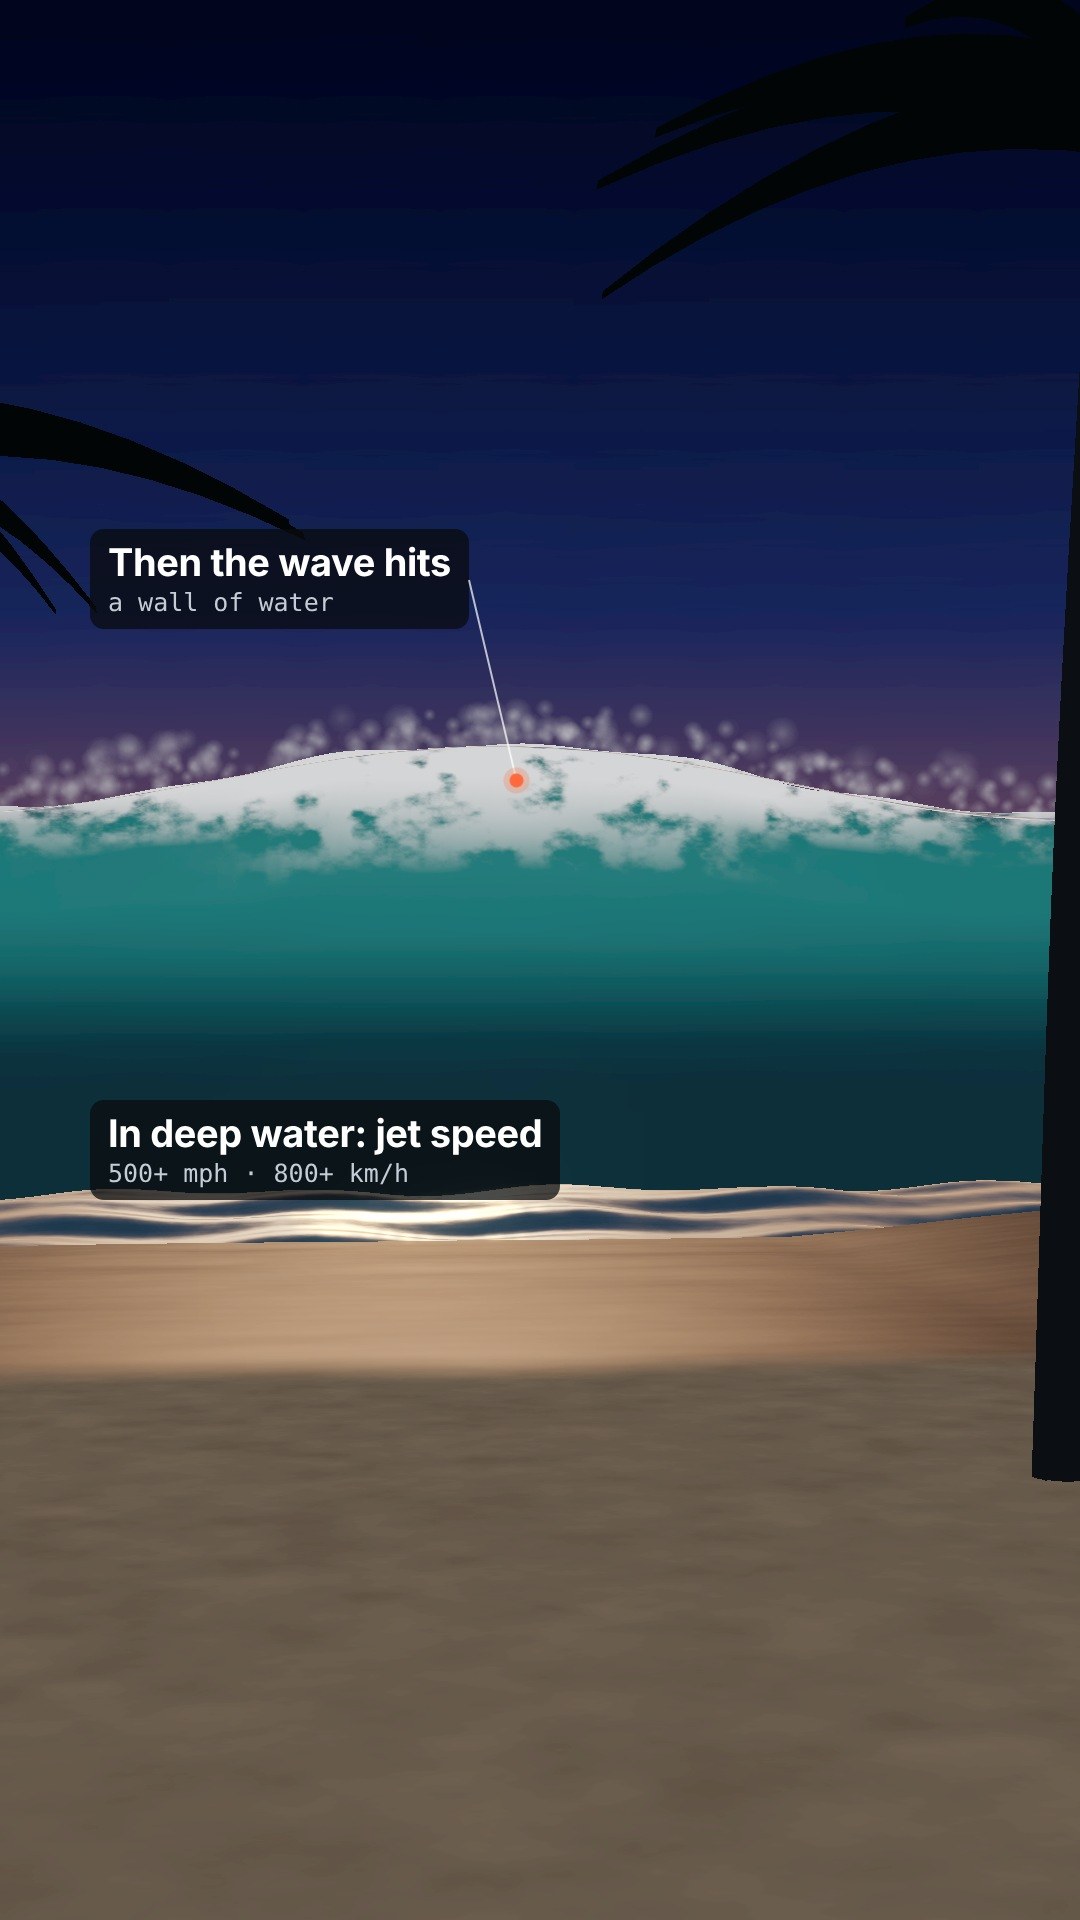 Then the wave hits
a wall of water
In deep water: jet speed
500+ mph · 800+ km/h